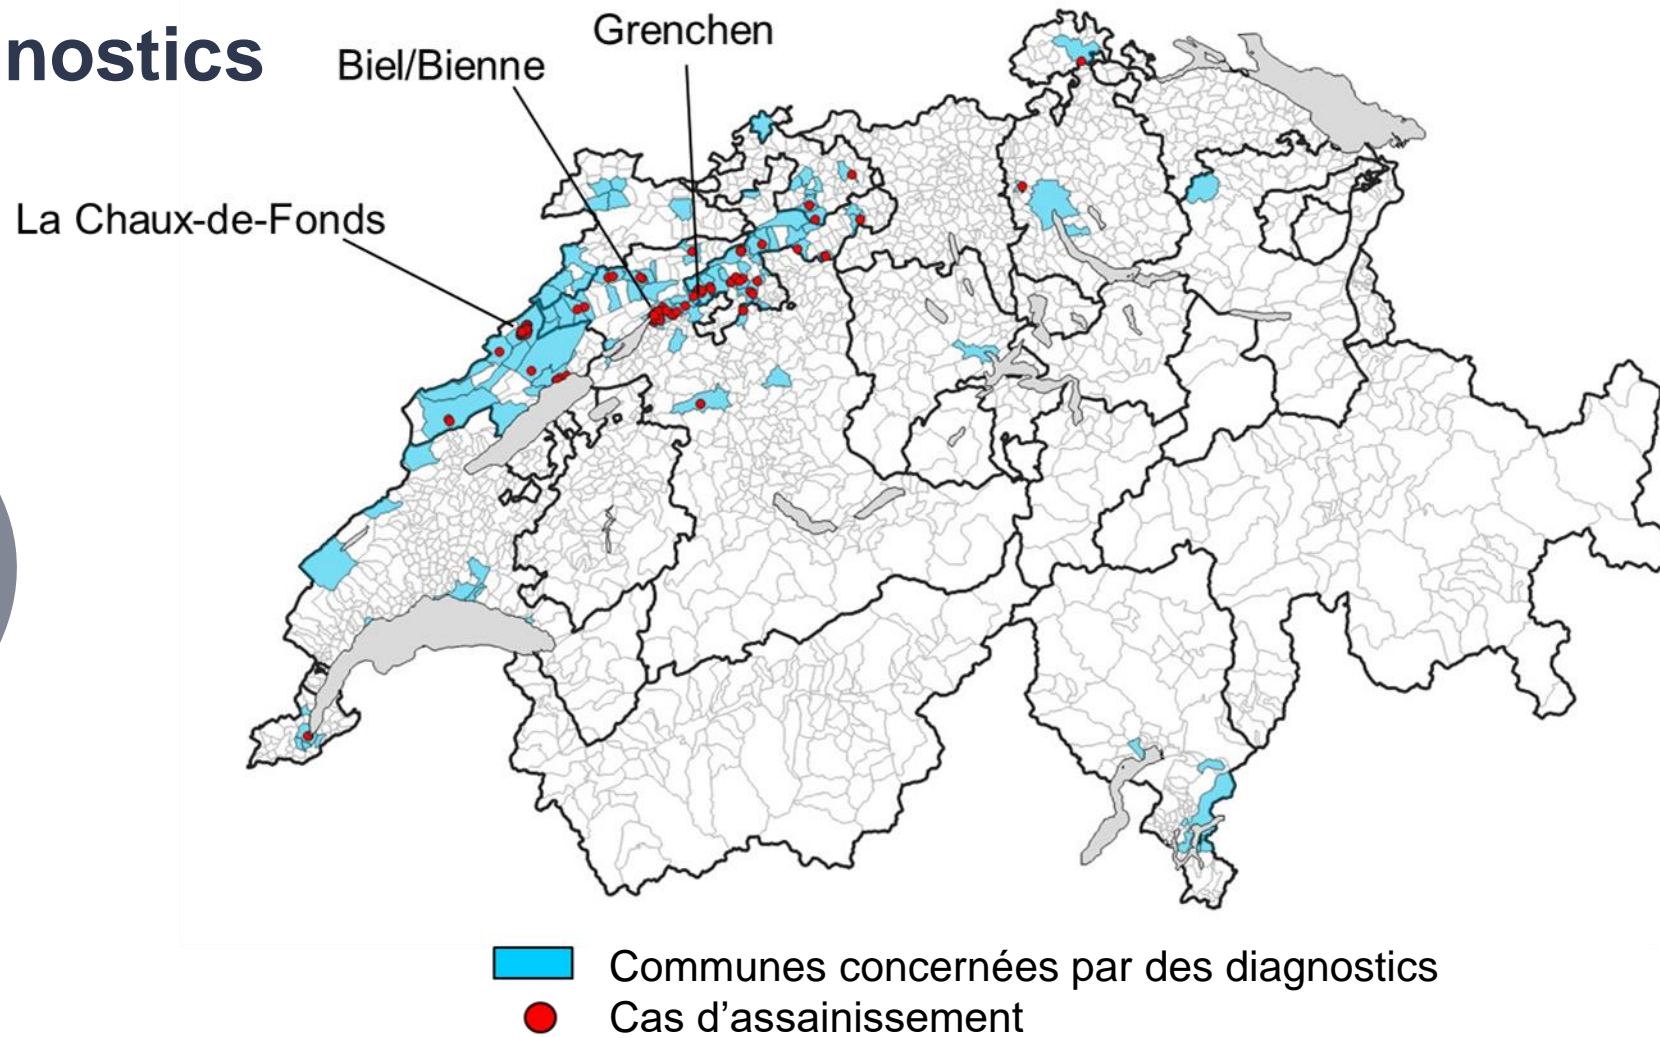 nostics
Grenchen
Biel/Bienne
La Chaux-de-Fonds
Communes concernées par des diagnostics
Cas d’assainissement